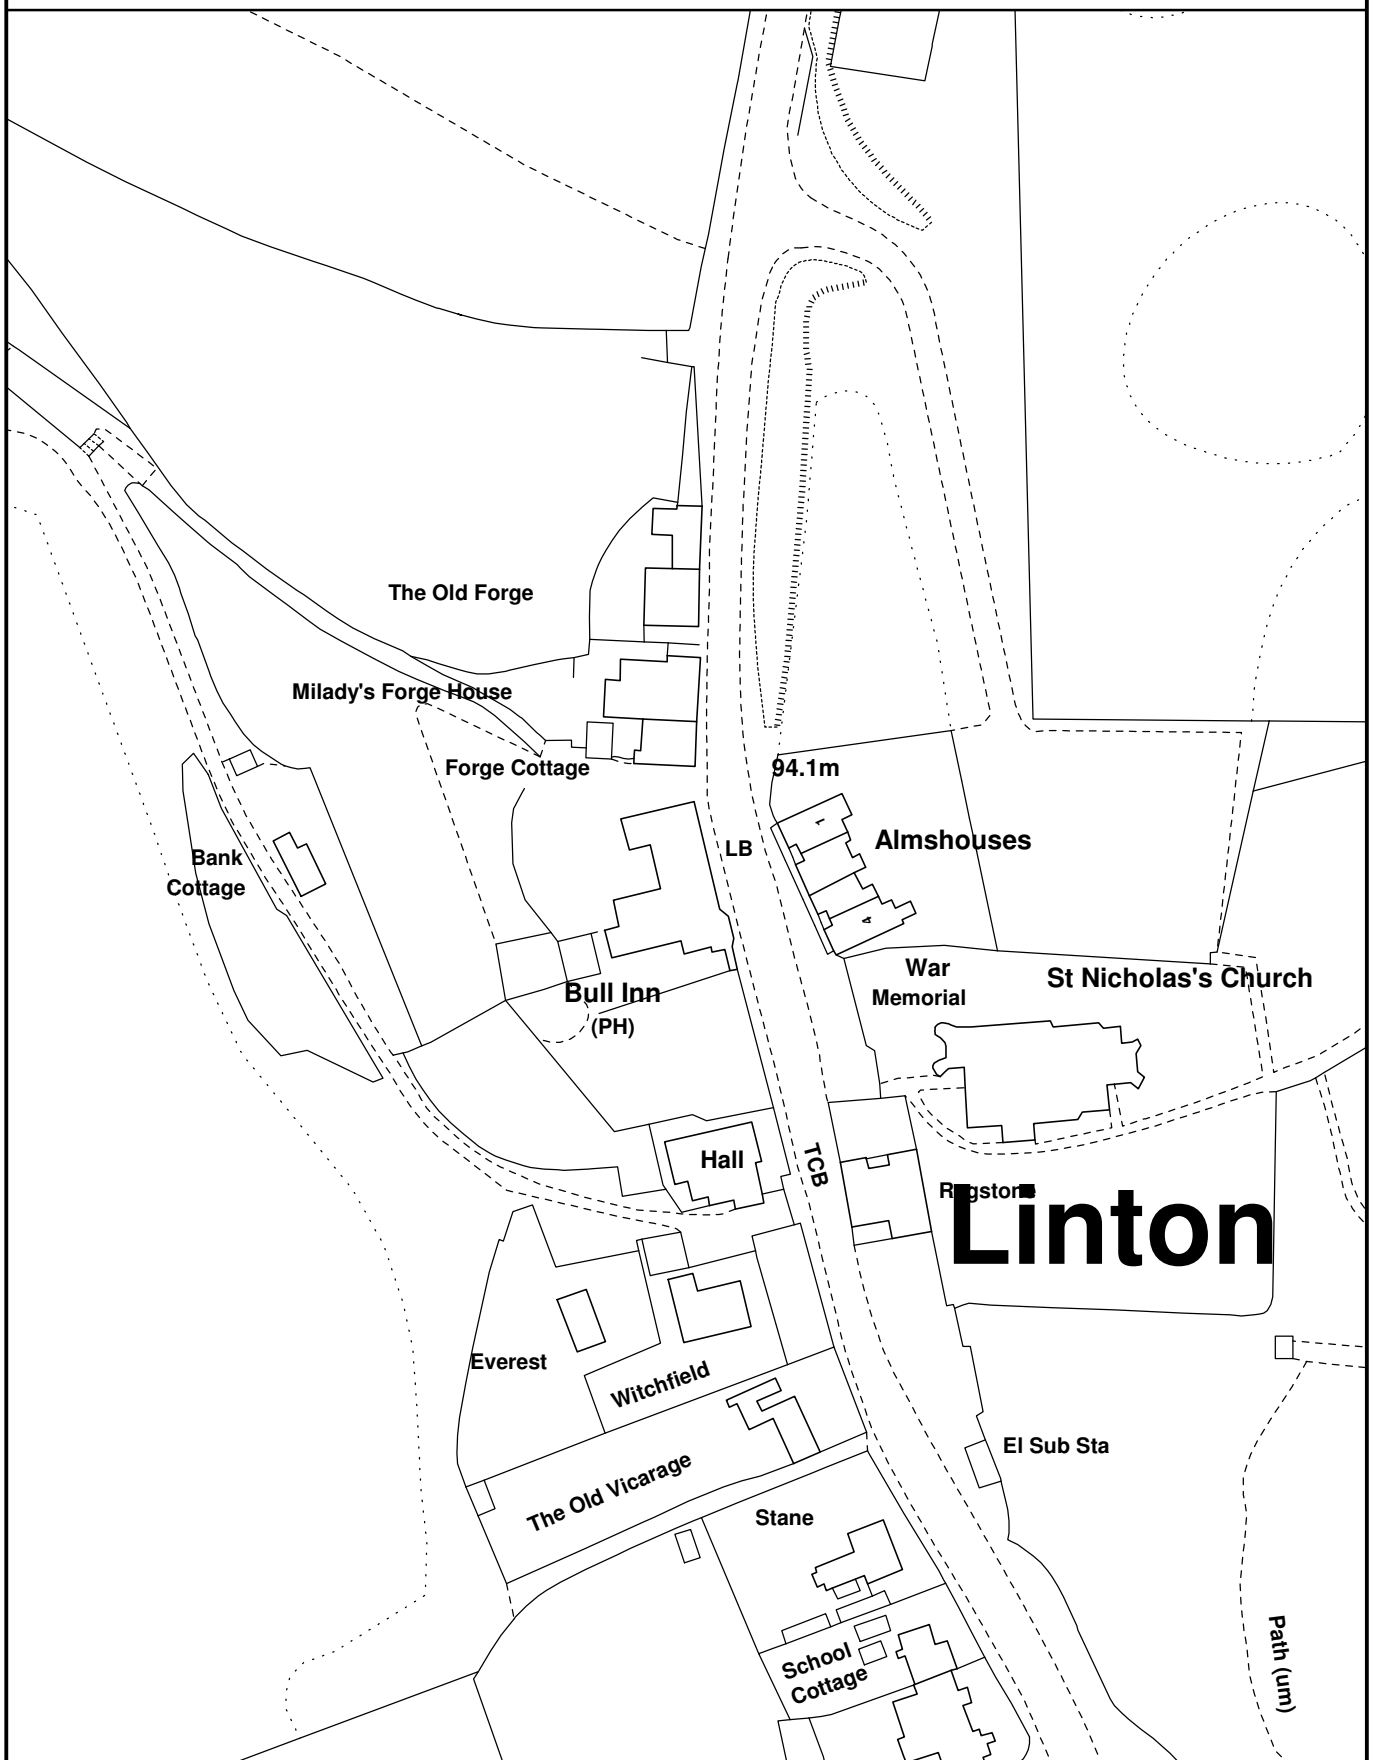 The Old Forge
Milady's Forge House
Forge Cottage
94.1m
LB
1
Almshouses
4
Bank
Cottage
War
Memorial
St Nicholas's Church
Bull Inn
(PH)
Hall
TCB
Ragstone
Linton
Everest
Witchfield
The Old Vicarage
El Sub Sta
Stane
School
Cottage
Path (um)